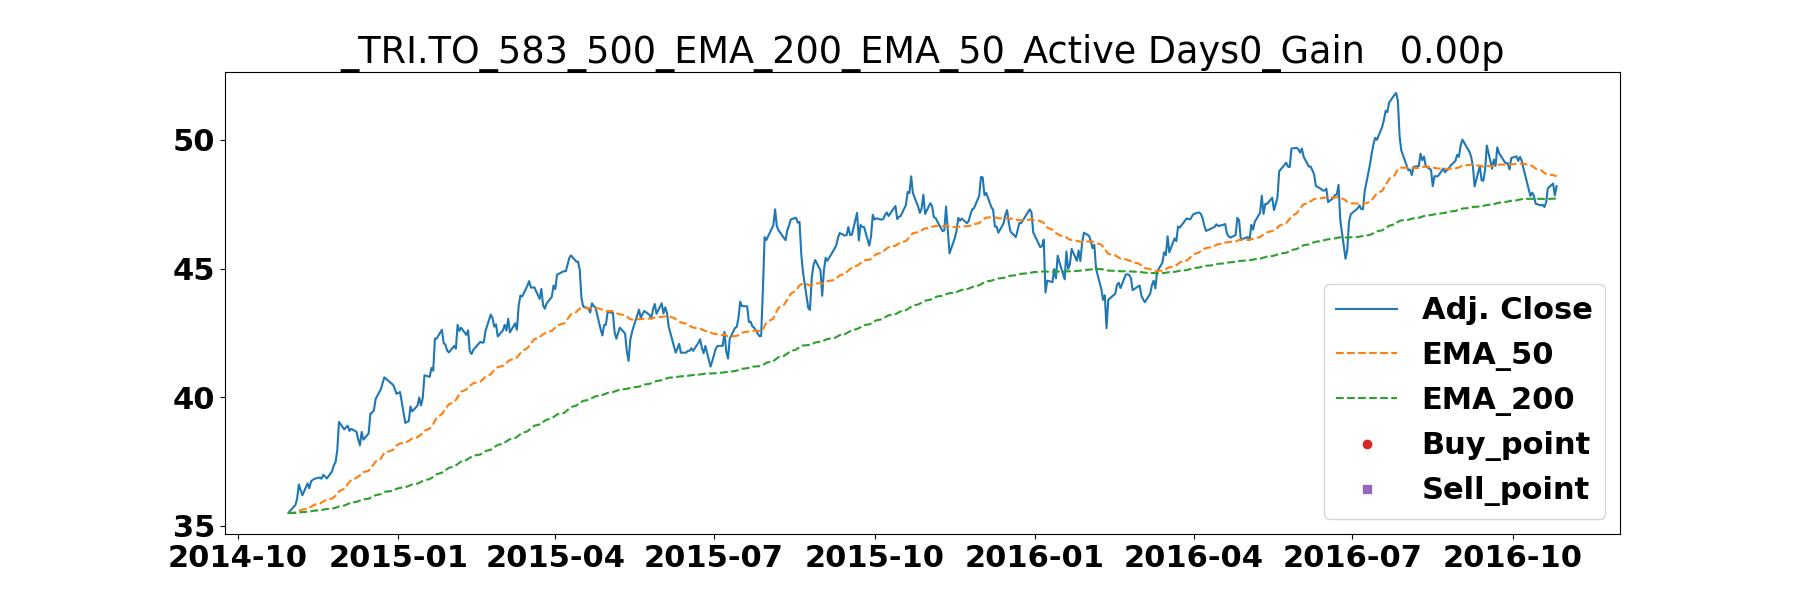 _TRI.TO_583_500_EMA_200_EMA_50_Active Days0_Gain   0.00p
50
45
40
35
Adj. Close
EMA_50
EMA_200
Buy_point
Sell_point
2014-10 2015-01 2015-04 2015-07 2015-10 2016-01 2016-04 2016-07 2016-10